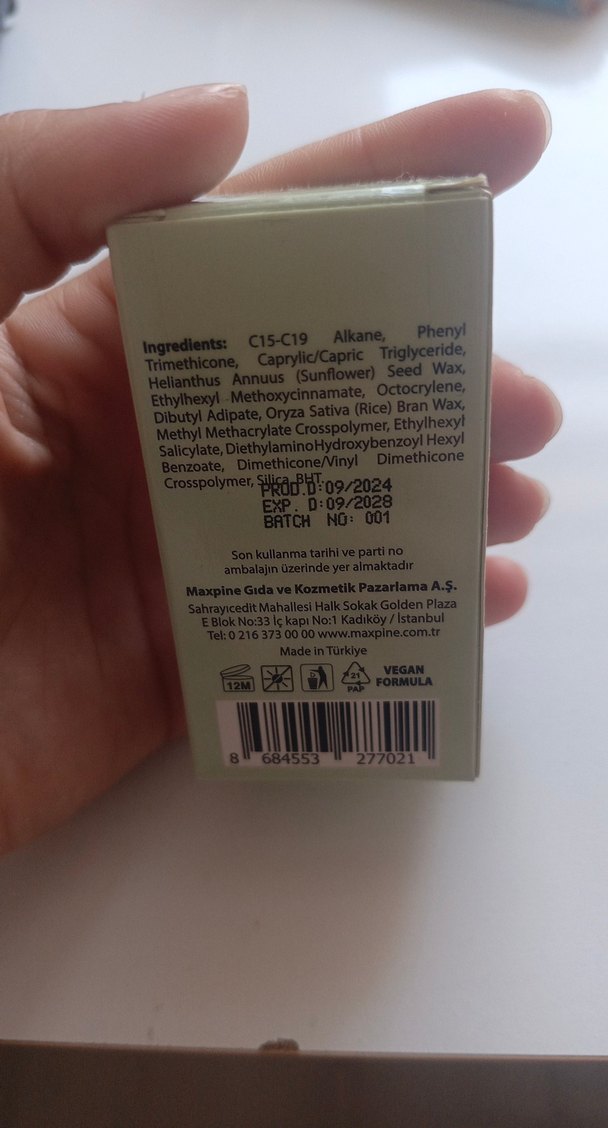 Ingredients: C15-C19 Alkane, Phenyl
Trimethicone, Caprylic/Capric Triglyceride,
Helianthus Annuus (Sunflower) Seed Wax,
Ethylhexyl Methoxycinnamate, Octocrylene,
Dibutyl Adipate, Oryza Sativa (Rice) Bran Wax,
Methyl Methacrylate Crosspolymer, Ethylhexyl
Salicylate, DiethylaminoHydroxybenzoyl Hexyl
Benzoate, Dimethicone/Vinyl Dimethicone
Crosspolymer, Silica, BHT.
PROD.D:09/2024
EXP. D:09/2028
BATCH NO: 001
Son kullanma tarihi ve parti no
ambalajın üzerinde yer almaktadır
Maxpine Gıda ve Kozmetik Pazarlama A.Ş.
Sahrayıcedit Mahallesi Halk Sokak Golden Plaza
E Blok No:33 İç kapı No:1 Kadıköy / İstanbul
Tel: 0 216 373 00 00 www.maxpine.com.tr
Made in Türkiye
12M
21
PAP
VEGAN
FORMULA
8 684553 277021